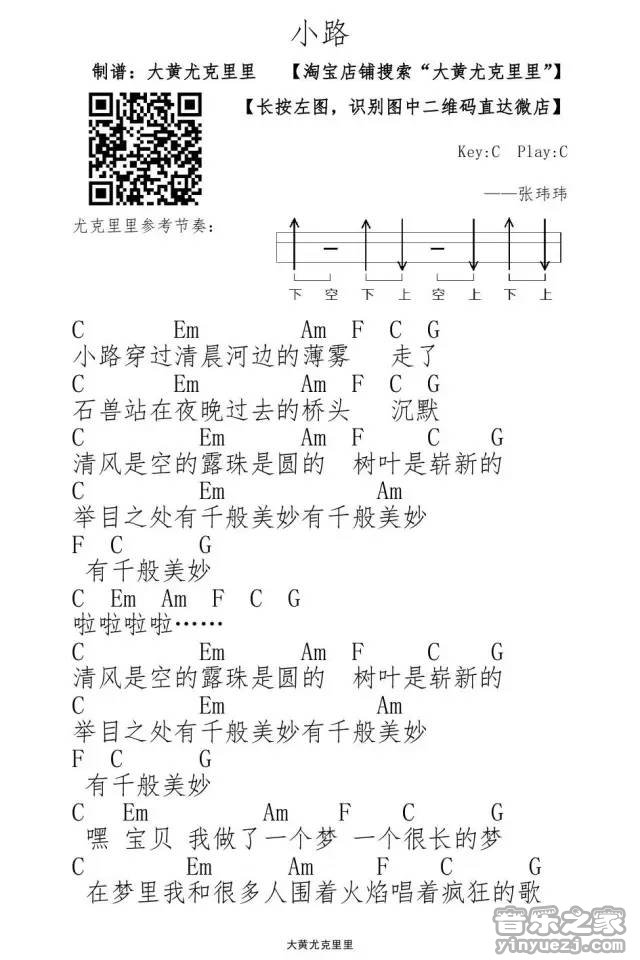 小路
制谱：大黄尤克里里 【淘宝店铺搜索“大黄尤克里里”】
【长按左图，识别图中二维码直达微店】
Key:C Play:C
——张玮玮
尤克里里参考节奏：
下 空 下 上 空 上 下 上
C Em Am F C G
小路穿过清晨河边的薄雾 走了
C Em Am F C G
石兽站在夜晚过去的桥头 沉默
C Em Am F C G
清风是空的露珠是圆的 树叶是崭新的
C Em Am
举目之处有千般美妙有千般美妙
F C G
有千般美妙
C Em Am F C G
啦啦啦啦……
C Em Am F C G
清风是空的露珠是圆的 树叶是崭新的
C Em Am
举目之处有千般美妙有千般美妙
F C G
有千般美妙
C Em Am F C G
嘿 宝贝 我做了一个梦 一个很长的梦
C Em Am F C G
在梦里我和很多人围着火焰唱着疯狂的歌
大黄尤克里里
音乐之家
yinyuezj.com